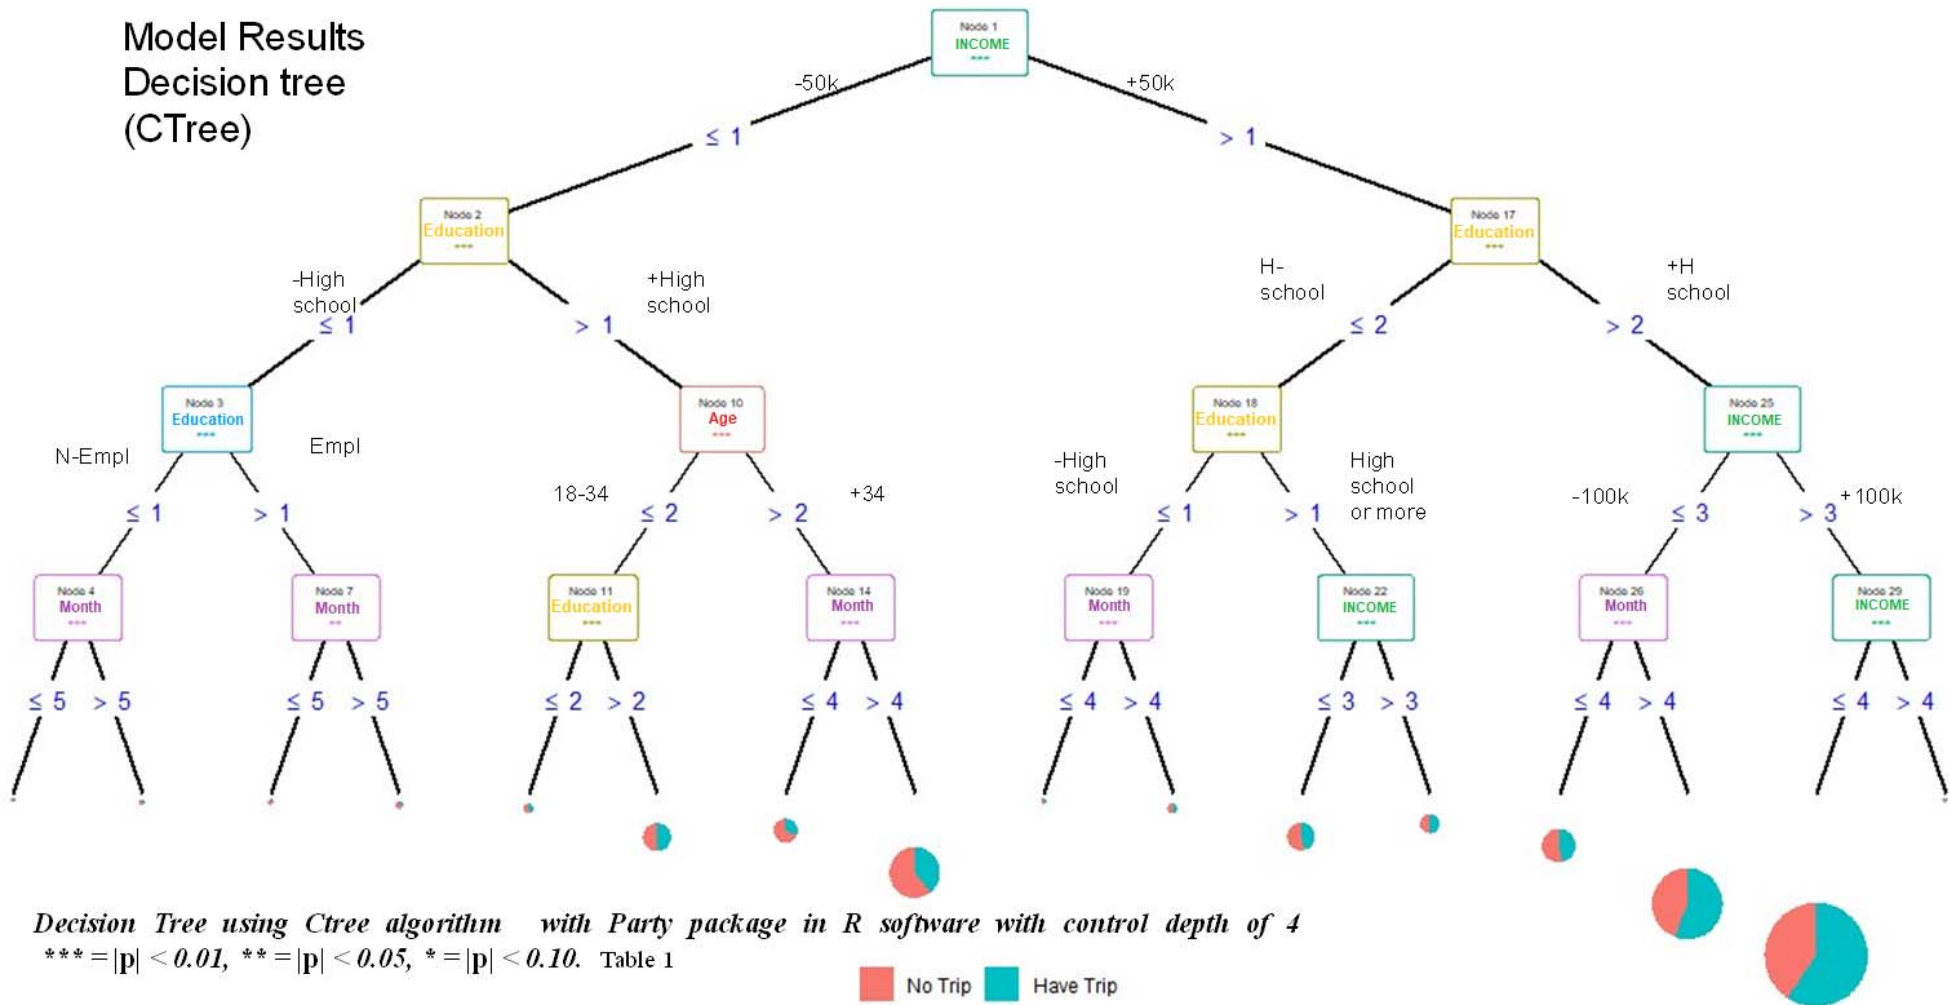 Model Results
Decision tree
(CTree)
Node 1
INCOME
***
-50k
+50k
≤ 1
> 1
Node 2
Education
***
Node 17
Education
***
-High
school
+High
school
H-
school
+H
school
≤ 1
> 1
≤ 2
> 2
Node 3
Education
***
Node 10
Age
***
Node 18
Education
***
Node 25
INCOME
***
N-Empl
Empl
18-34
+34
-High
school
High
school
or more
-100k
+100k
≤ 1
> 1
≤ 2
> 2
≤ 1
> 1
≤ 3
> 3
Node 4
Month
***
Node 7
Month
**
Node 11
Education
***
Node 14
Month
***
Node 19
Month
***
Node 22
INCOME
***
Node 26
Month
***
Node 29
INCOME
***
≤ 5 > 5
≤ 5 > 5
≤ 2 > 2
≤ 4 > 4
≤ 4 > 4
≤ 3 > 3
≤ 4 > 4
≤ 4 > 4
Decision Tree using Ctree algorithm with Party package in R software with control depth of 4
*** = |p| < 0.01, ** = |p| < 0.05, * = |p| < 0.10. Table 1
No Trip Have Trip